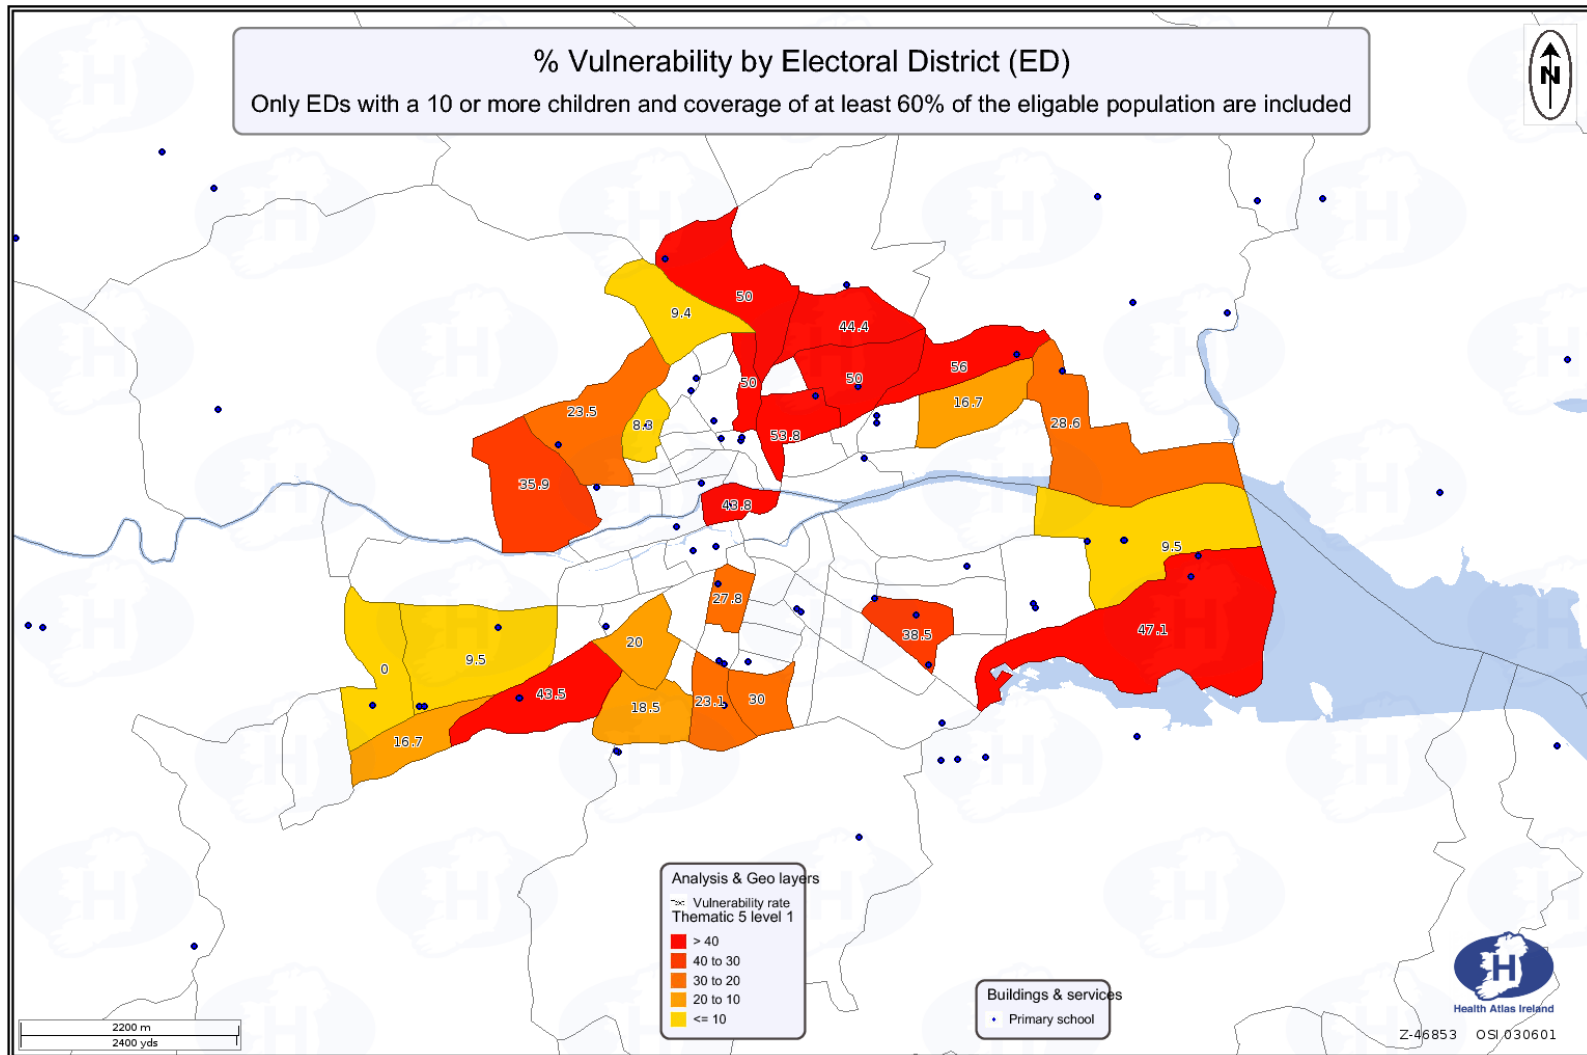 % Vulnerability by Electoral District (ED)
Only EDs with a 10 or more children and coverage of at least 60% of the eligable population are included
N
50
9.4
44.4
56
50
50
16.7
23.5
28.6
8.3
53.8
35.9
43.8
9.5
27.8
47.1
38.5
20
9.5
0
43.5
23.1
30
18.5
16.7
Analysis & Geo layers
Vulnerability rate
Thematic 5 level 1
> 40
40 to 30
30 to 20
20 to 10
<= 10
Buildings & services
Primary school
H
Health Atlas Ireland
2200 m
2400 yds
Z-46853 OSI 030601